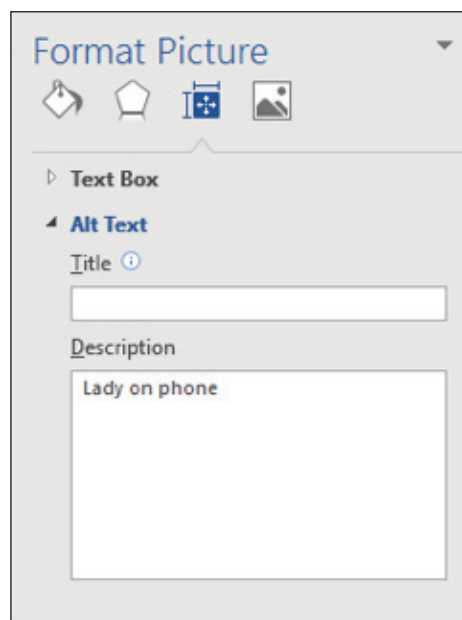 Format Picture
Text Box
Alt Text
Title
Description
Lady on phone